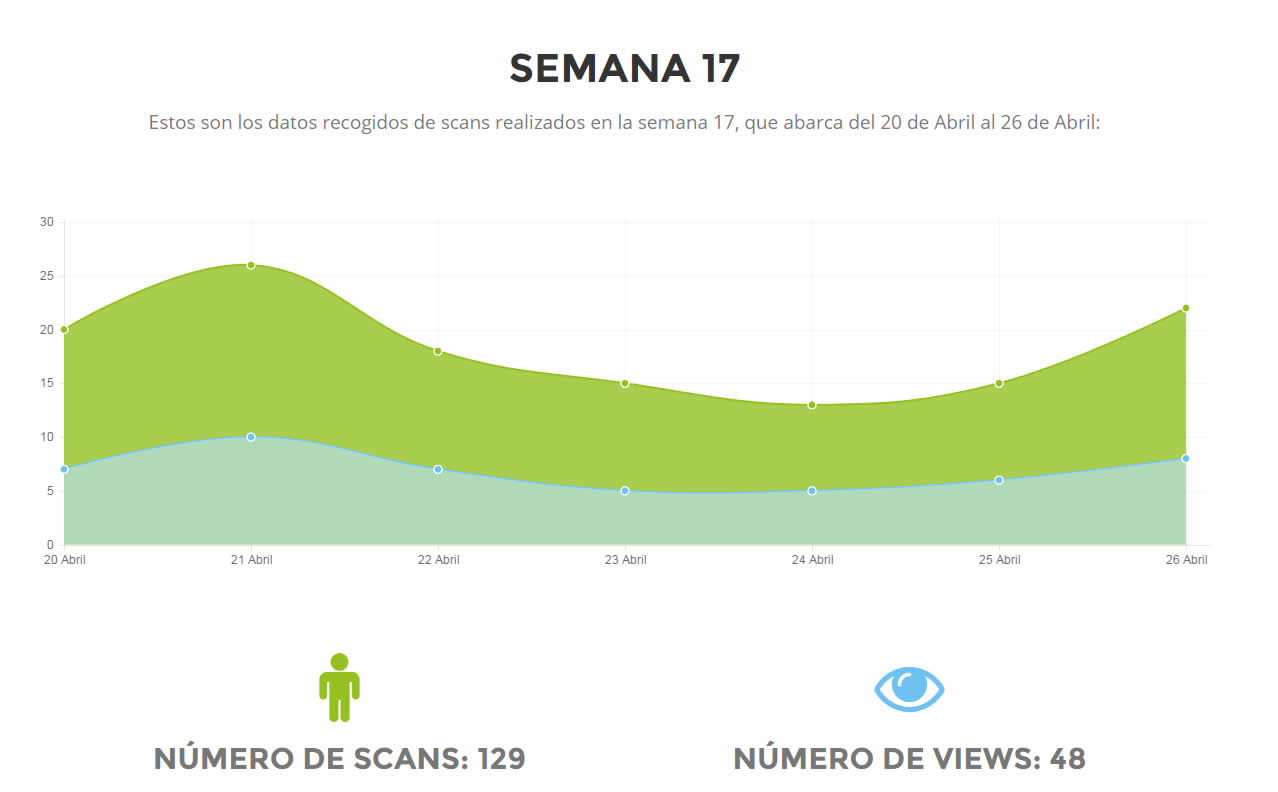 SEMANA 17
Estos son los datos recogidos de scans realizados en la semana 17, que abarca del 20 de Abril al 26 de Abril:
30
25
20
15
10
5
0
20 Abril 21 Abril 22 Abril 23 Abril 24 Abril 25 Abril 26 Abril
NÚMERO DE SCANS: 129 NÚMERO DE VIEWS: 48